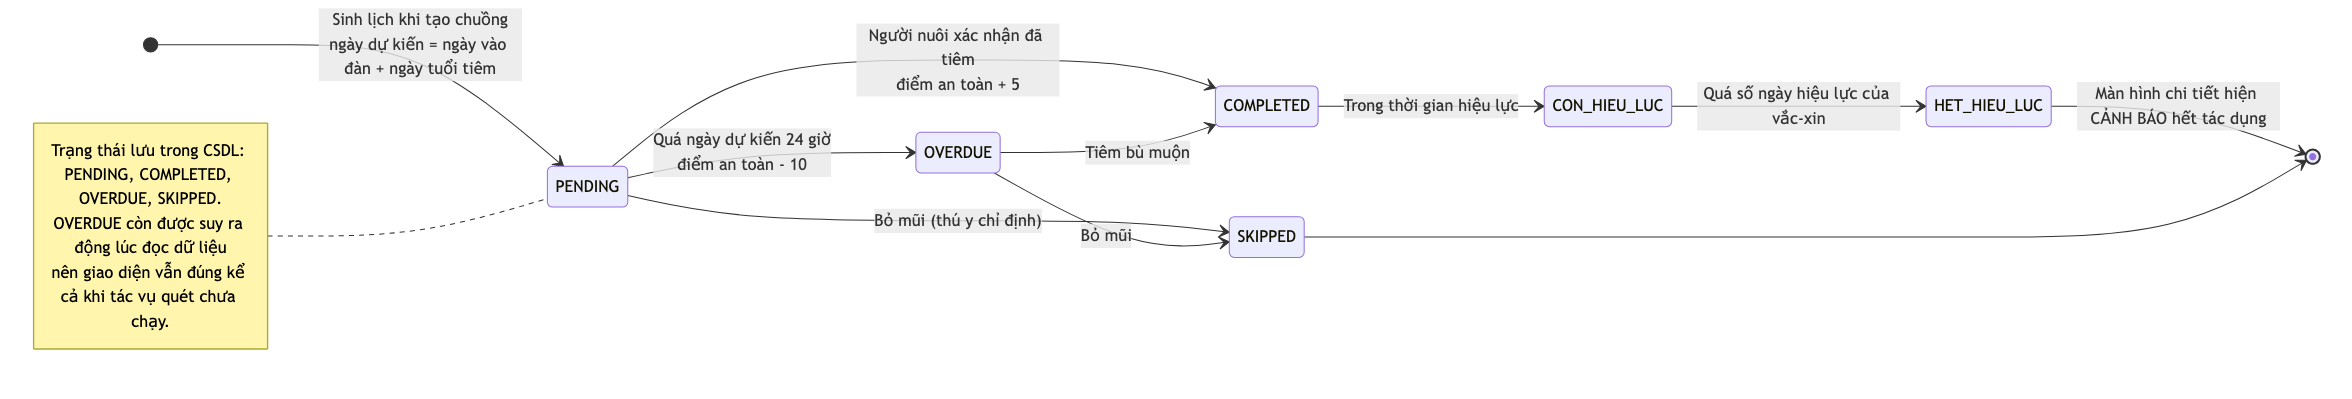 Sinh lịch khi tạo chuồng
ngày dự kiến = ngày vào
đàn + ngày tuổi tiêm
Người nuôi xác nhận đã
tiêm
điểm an toàn + 5
COMPLETED
Trong thời gian hiệu lực
CON_HIEU_LUC
Quá số ngày hiệu lực của
vắc-xin
HET_HIEU_LUC
Màn hình chi tiết hiện
CẢNH BÁO hết tác dụng
Trạng thái lưu trong CSDL:
PENDING, COMPLETED,
OVERDUE, SKIPPED.
OVERDUE còn được suy ra
động lúc đọc dữ liệu
nên giao diện vẫn đúng kể
cả khi tác vụ quét chưa
chạy.
PENDING
Quá ngày dự kiến 24 giờ
điểm an toàn - 10
OVERDUE
Tiêm bù muộn
Bỏ mũi (thú y chỉ định)
Bỏ mũi
SKIPPED